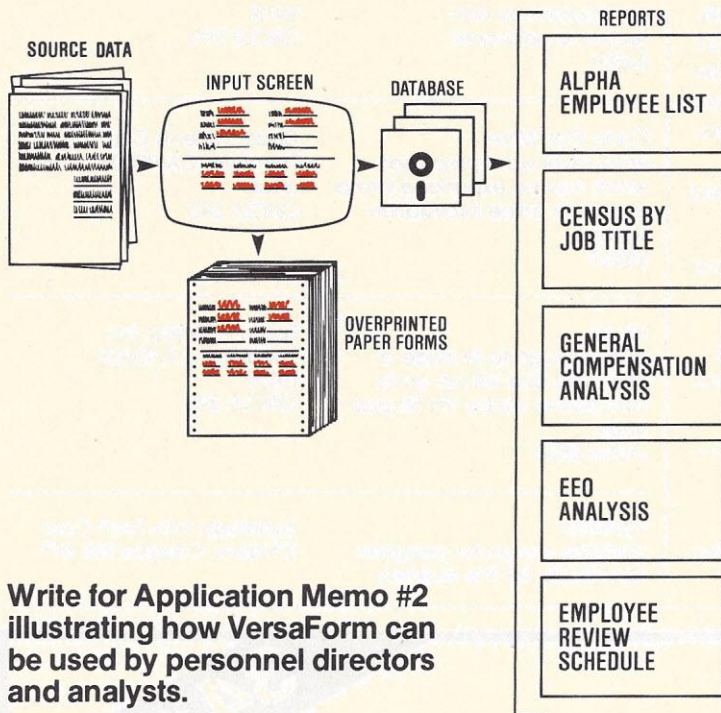 REPORTS
SOURCE DATA
INPUT SCREEN
DATABASE
ALPHA
EMPLOYEE LIST
CENSUS BY
JOB TITLE
OVERPRINTED
PAPER FORMS
GENERAL
COMPENSATION
ANALYSIS
EEO
ANALYSIS
EMPLOYEE
REVIEW
SCHEDULE
Write for Application Memo #2
illustrating how VersaForm can
be used by personnel directors
and analysts.